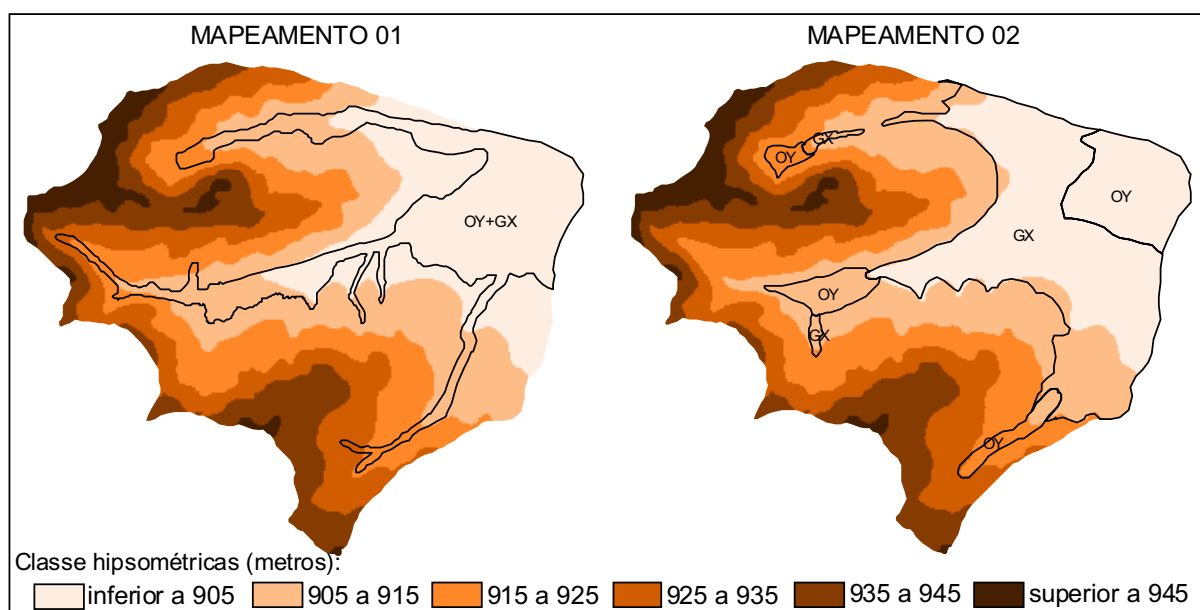 MAPEAMENTO 01
MAPEAMENTO 02
GX
OY
OY
OY+GX
GX
OY
GX
OY
Classe hipsométricas (metros):
inferior a 905 905 a 915 915 a 925 925 a 935 935 a 945 superior a 945